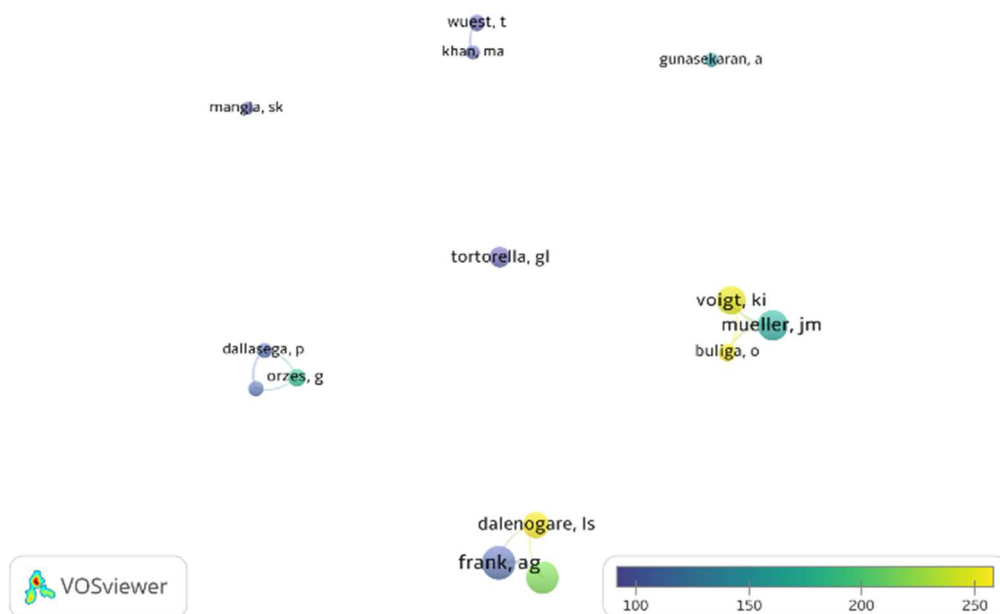 wuest, t
khan, ma
gunasekaran, a
mangla, sk
tortorella, gl
voigt, ki
mueller, jm
buliga, o
dallasega, p
orzes, g
dalenogare, ls
frank, ag
VOSviewer
100 150 200 250